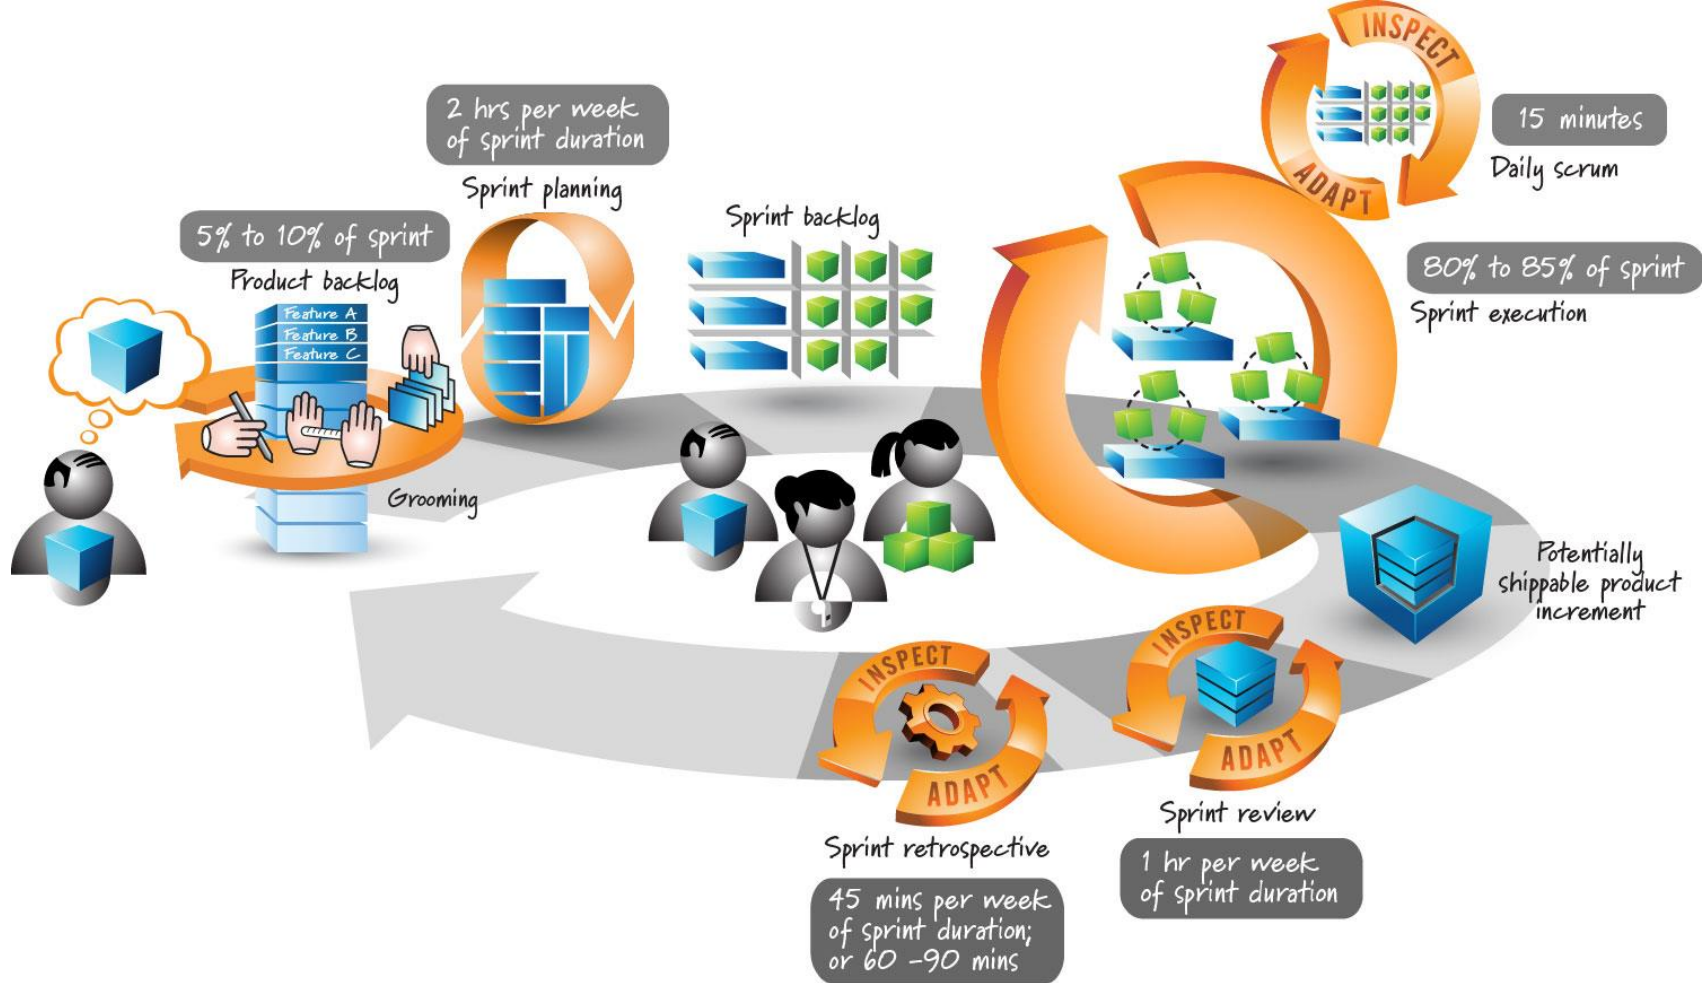 2 hrs per week
of sprint duration
Sprint planning
5% to 10% of sprint
Product backlog
Feature A
Feature B
Feature C
Grooming
Sprint backlog
INSPECT
ADAPT
15 minutes
Daily scrum
80% to 85% of sprint
Sprint execution
Potentially
shippable product
increment
INSPECT
ADAPT
Sprint review
1 hr per week
of sprint duration
INSPECT
ADAPT
Sprint retrospective
45 mins per week
of sprint duration;
or 60 -90 mins